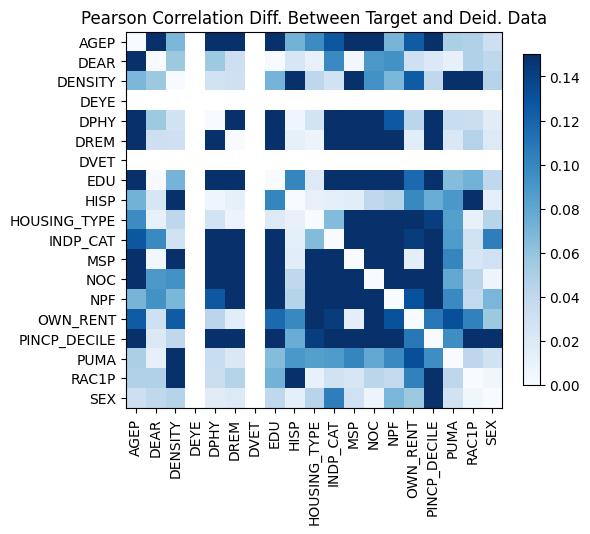 Pearson Correlation Diff. Between Target and Deid. Data
AGEP
DEAR
DENSITY
DEYE
DPHY
DREM
DVET
EDU
HISP
HOUSING_TYPE
INDP_CAT
MSP
NOC
NPF
OWN_RENT
PINCP_DECILE
PUMA
RAC1P
SEX
AGEP
DEAR
DENSITY
DEYE
DPHY
DREM
DVET
EDU
HISP
HOUSING_TYPE
INDP_CAT
MSP
NOC
NPF
OWN_RENT
PINCP_DECILE
PUMA
RAC1P
SEX
0.14
0.12
0.10
0.08
0.06
0.04
0.02
0.00